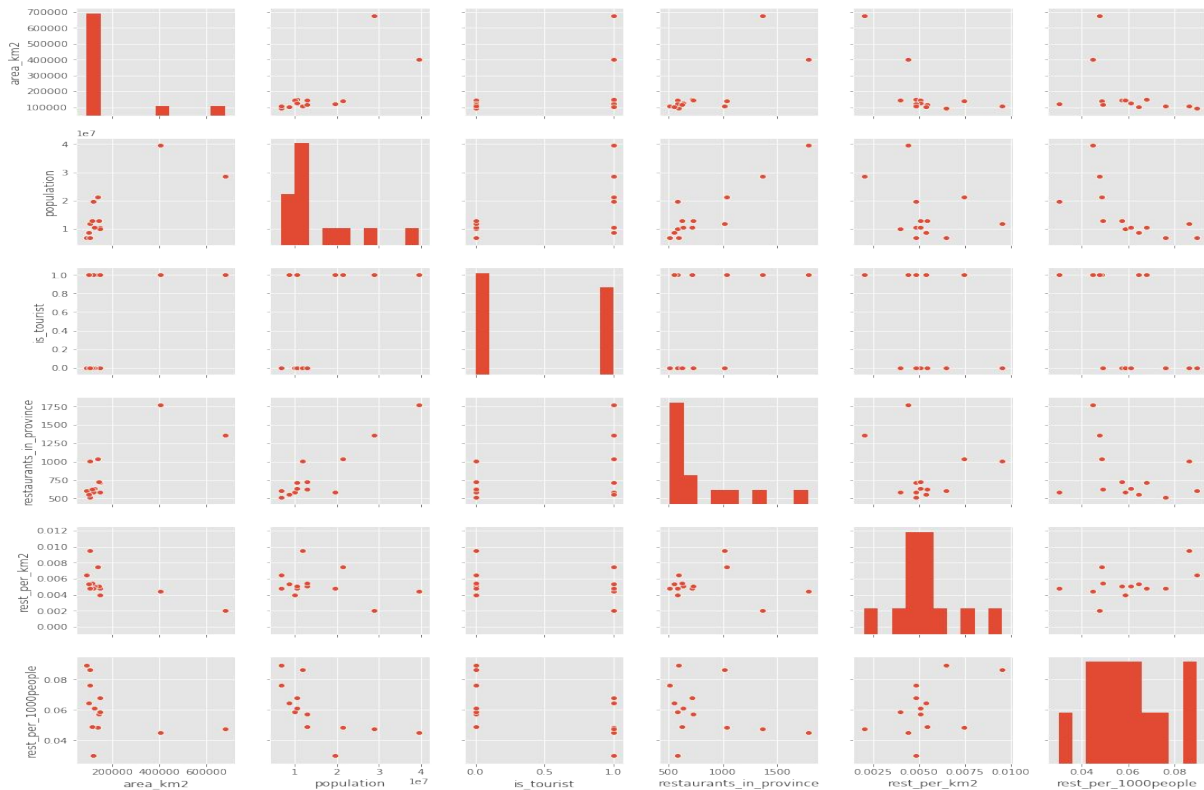 700000
600000
500000
400000
300000
200000
100000
area_km2
1e7
4
3
2
1
population
1.0
0.8
0.6
0.4
0.2
0.0
is_tourist
1750
1500
1250
1000
750
500
restaurants_in_province
0.012
0.010
0.008
0.006
0.004
0.002
0.000
rest_per_km2
0.08
0.06
0.04
rest_per_1000people
200000 400000 600000
area_km2
1 2 3 4
population 1e7
0.0 0.5 1.0
is_tourist
500 1000 1500
restaurants_in_province
0.0025 0.0050 0.0075 0.0100
rest_per_km2
0.04 0.06 0.08
rest_per_1000people